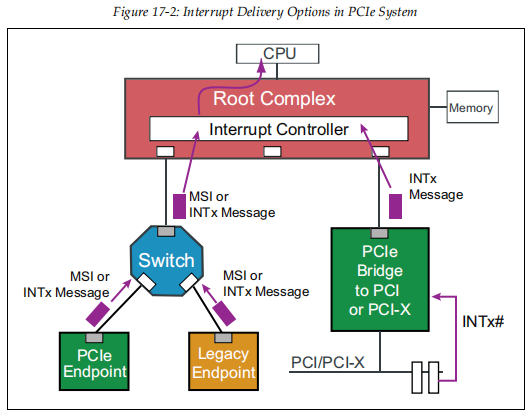 Figure 17-2: Interrupt Delivery Options in PCIe System
CPU
Root Complex
Interrupt Controller
Memory
MSI or
INTx Message
INTx
Message
Switch
PCIe
Bridge
to PCI
or PCI-X
MSI or
INTx Message
MSI or
INTx Message
INTx#
PCIe
Endpoint
Legacy
Endpoint
PCI/PCI-X